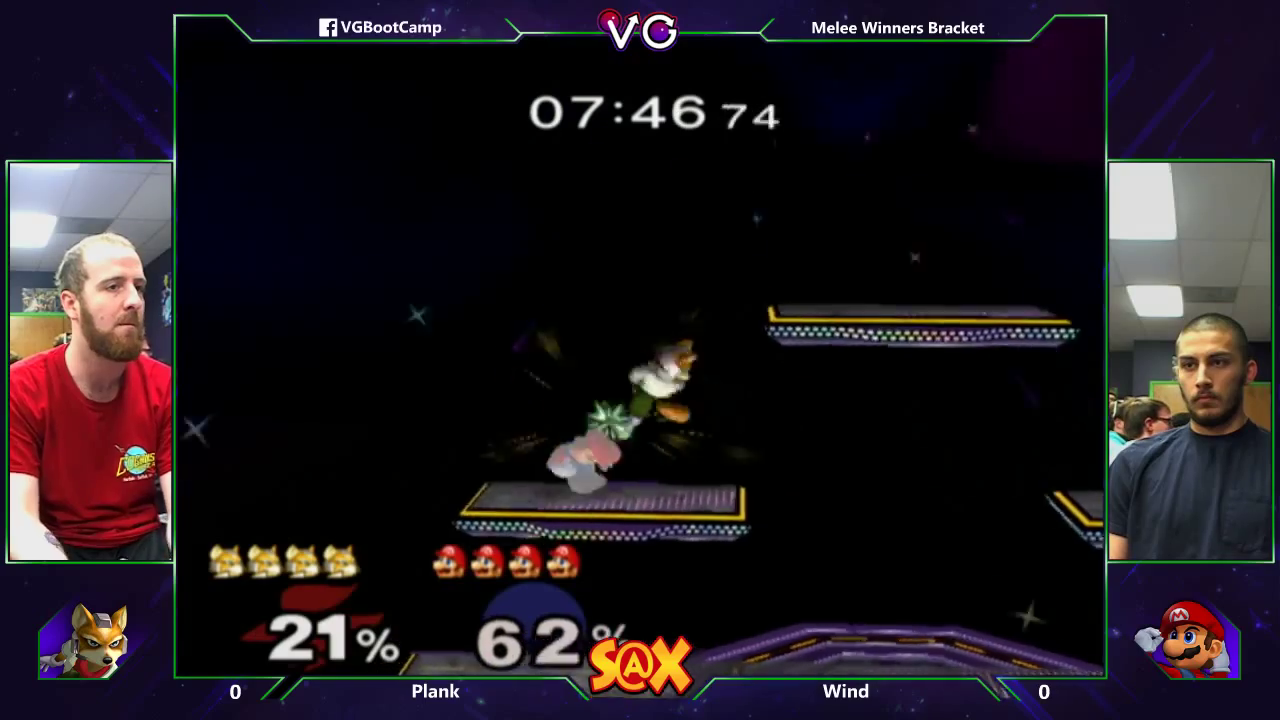 VGBootCamp
VG
Melee Winners Bracket
07:46 74
21%
62%
S@X
0
Plank
Wind
0